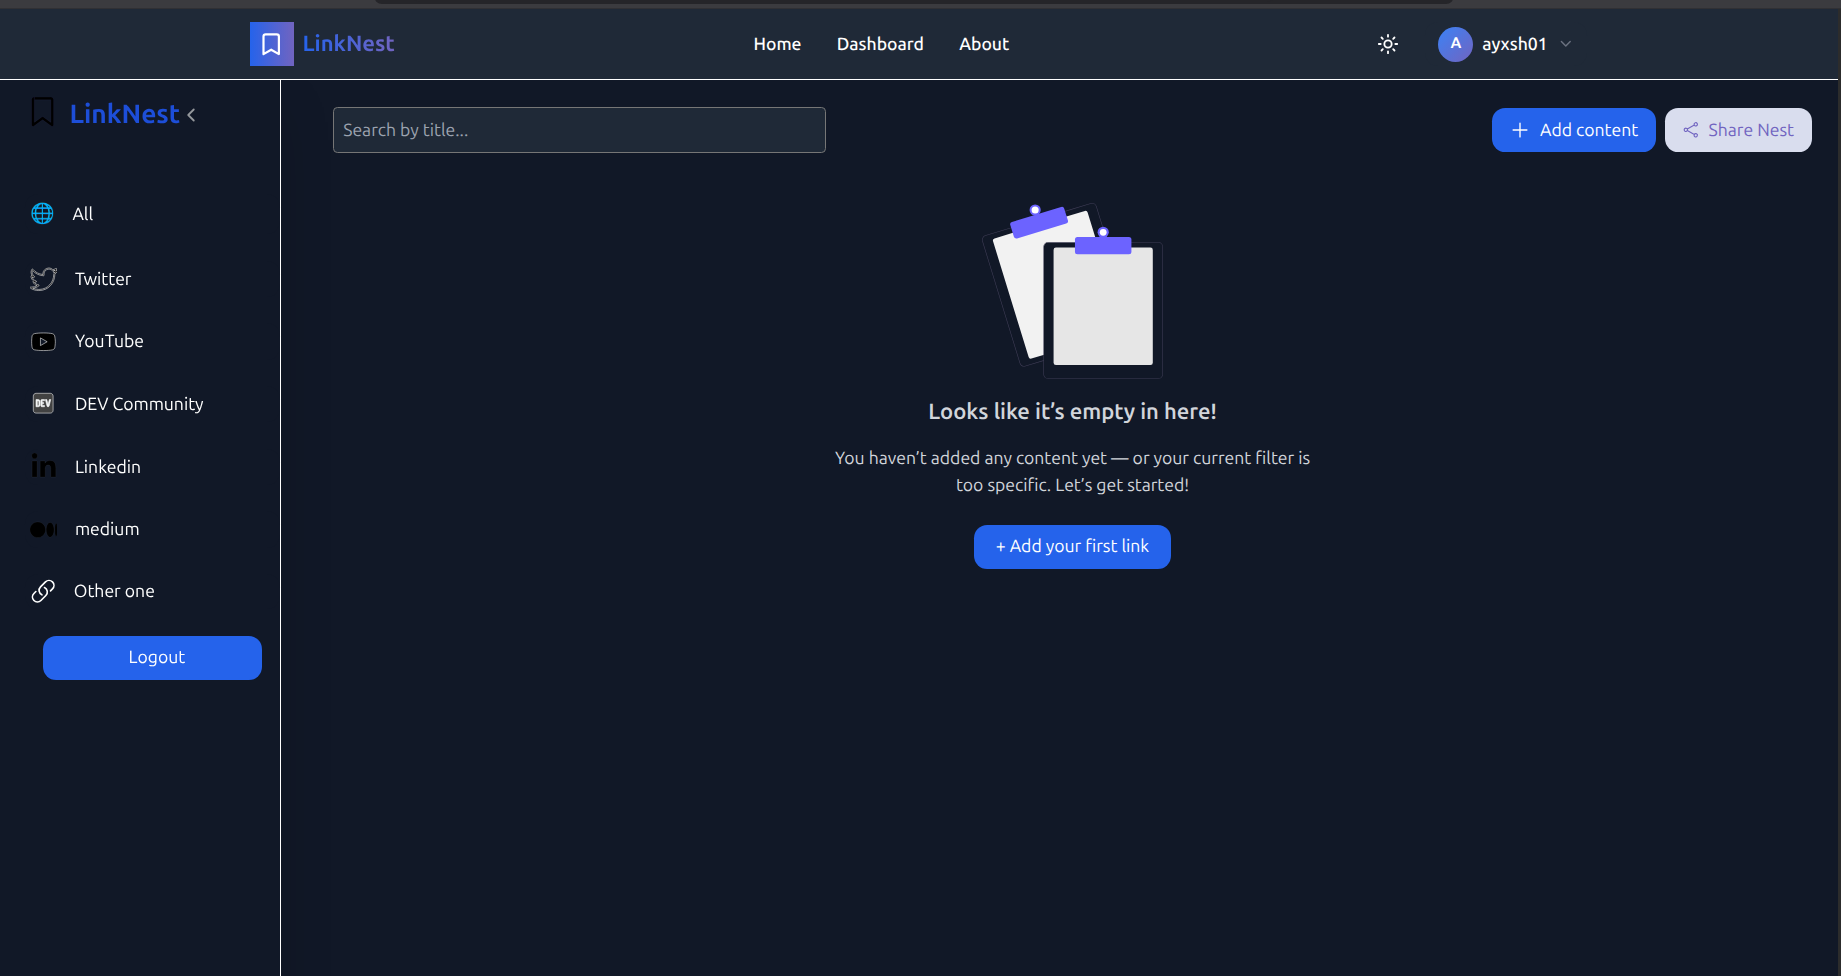 LinkNest
Home
Dashboard
About
A
ayxsh01
LinkNest
All
Twitter
YouTube
DEV
DEV Community
in
Linkedin
medium
Other one
Logout
Search by title...
Add content
Share Nest
Looks like it’s empty in here!
You haven’t added any content yet — or your current filter is
too specific. Let’s get started!
+ Add your first link